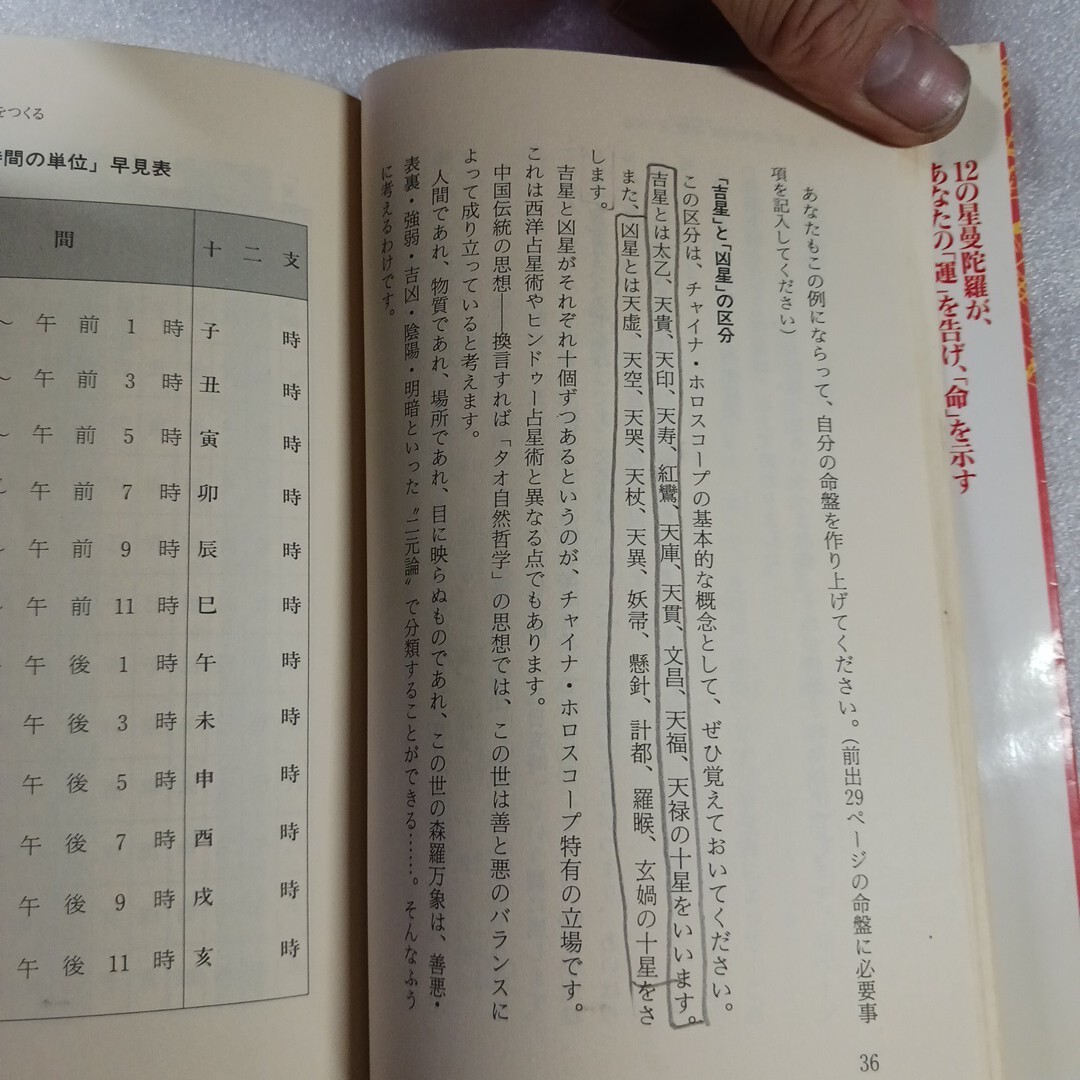 をつくる
時間の単位」早見表
間 十二支
～午前1時 子時
～午前3時 丑時
～午前5時 寅時
～午前7時 卯時
～午前9時 辰時
～午前11時 巳時
午後1時 午時
午後3時 未時
午後5時 申時
午後7時 酉時
午後9時 戌時
午後11時 亥時
12の星曼陀羅が、
あなたの「運」を告げ、「命」を示す
あなたもこの例にならって、自分の命盤を作り上げてください。(前出29ページの命盤に必要事
項を記入してください)
「吉星」と「凶星」の区分
この区分は、チャイナ・ホロスコープの基本的な概念として、ぜひ覚えておいてください。
吉星とは太乙、天貴、天印、天寿、紅鸞、天庫、天貫、文昌、天福、天禄の十星をいいます。
また、凶星とは天虚、天空、天哭、天杖、天異、妖帚、懸針、計都、羅睺、玄媧の十星をさ
します。
吉星と凶星がそれぞれ十個ずつあるというのが、チャイナ・ホロスコープ特有の立場です。
これは西洋占星術やヒンドゥー占星術と異なる点でもあります。
中国伝統の思想――換言すれば「タオ自然哲学」の思想では、この世は善と悪のバランスに
よって成り立っていると考えます。
人間であれ、物質であれ、場所であれ、目に映らぬものであれ、この世の森羅万象は、善悪・
表裏・強弱・吉凶・陰陽・明暗といった〝二元論〟で分類することができる……。そんなふう
に考えるわけです。
36